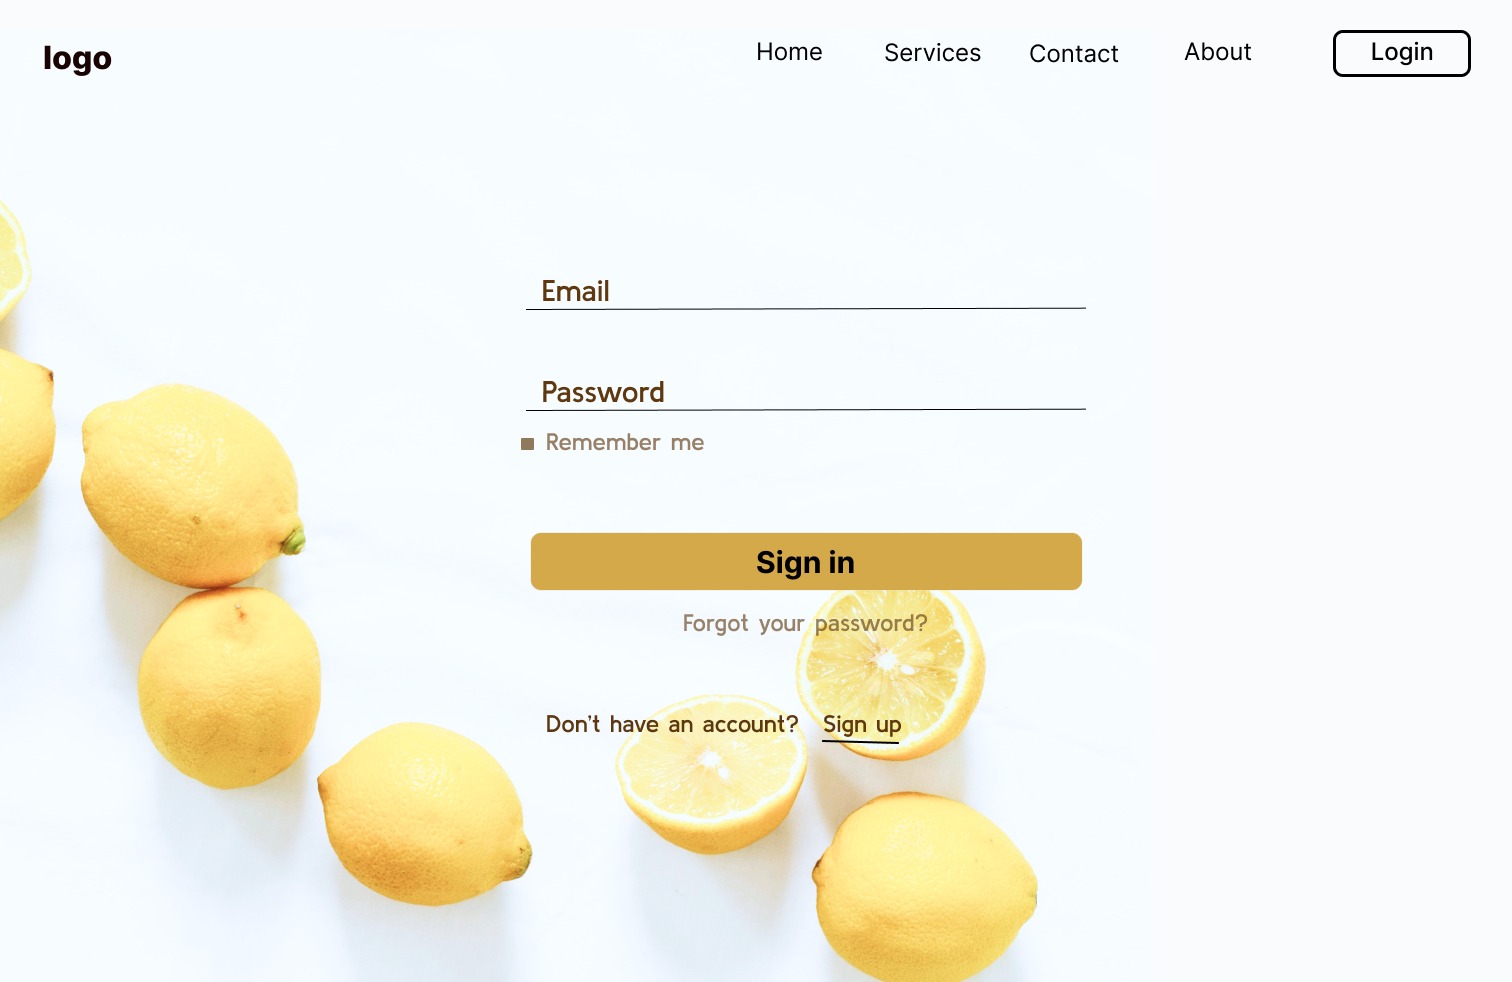 logo
Home Services Contact About Login
Email
Password
Remember me
Sign in
Forgot your password?
Don't have an account? Sign up